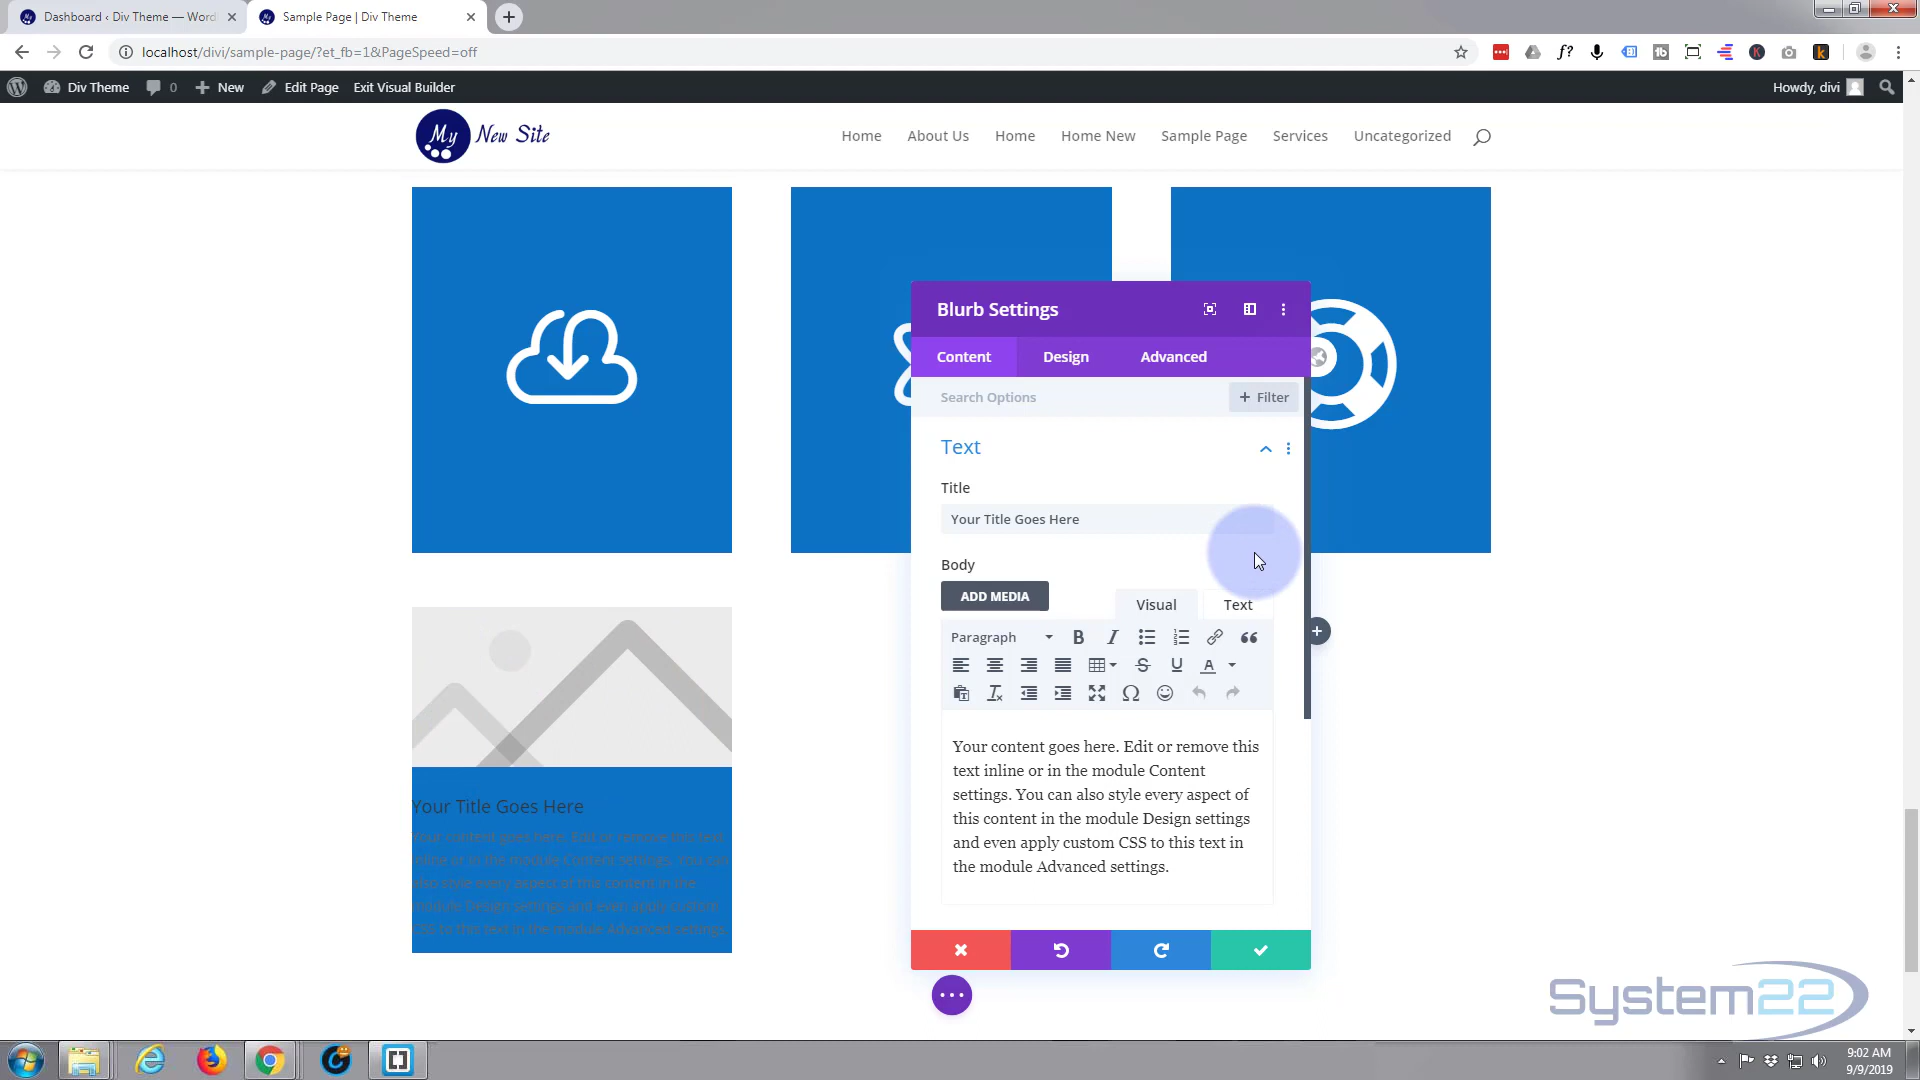 Dashboard ‹ Div Theme — Word
Sample Page | Div Theme
localhost/divi/sample-page/?et_fb=1&PageSpeed=off
Div Theme
0
New
Edit Page
Exit Visual Builder
Howdy, divi
My New Site
Home
About Us
Home
Home New
Sample Page
Services
Uncategorized
Blurb Settings
Content
Design
Advanced
Search Options
+ Filter
Text
Title
Your Title Goes Here
Body
ADD MEDIA
Visual
Text
Paragraph
Your content goes here. Edit or remove this
text inline or in the module Content
settings. You can also style every aspect of
this content in the module Design settings
and even apply custom CSS to this text in
the module Advanced settings.
Your Title Goes Here
Your content goes here. Edit or remove this text
inline or in the module Content settings. You can
also style every aspect of this content in the
module Design settings and even apply custom
CSS to this text in the module Advanced settings.
System22
9:02 AM
9/9/2019